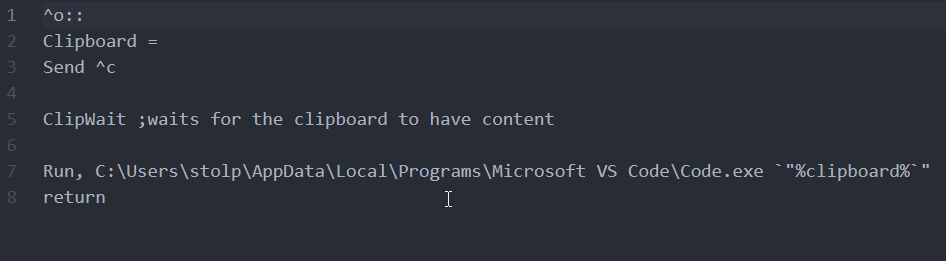 1 ^o::
2 Clipboard =
3 Send ^c
4
5 ClipWait ;waits for the clipboard to have content
6
7 Run, C:\Users\stolp\AppData\Local\Programs\Microsoft VS Code\Code.exe `"%clipboard%`"
8 return